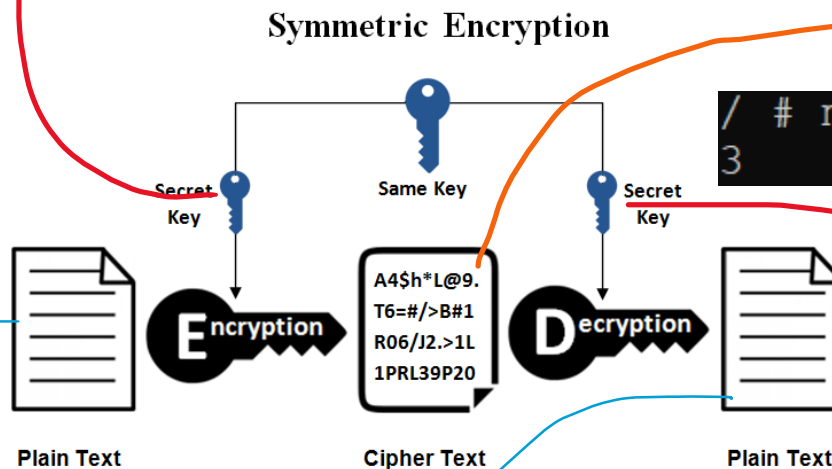 Symmetric Encryption
/ # r
3
Secret
Key
Same Key
Secret
Key
A4$h*L@9.
T6=#/>B#1
R06/J2.>1L
1PRL39P20
Encryption
Decryption
Plain Text
Cipher Text
Plain Text